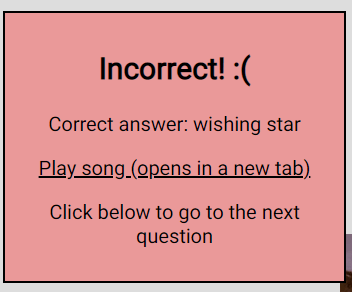 Incorrect! :(
Correct answer: wishing star
Play song (opens in a new tab)
Click below to go to the next
question